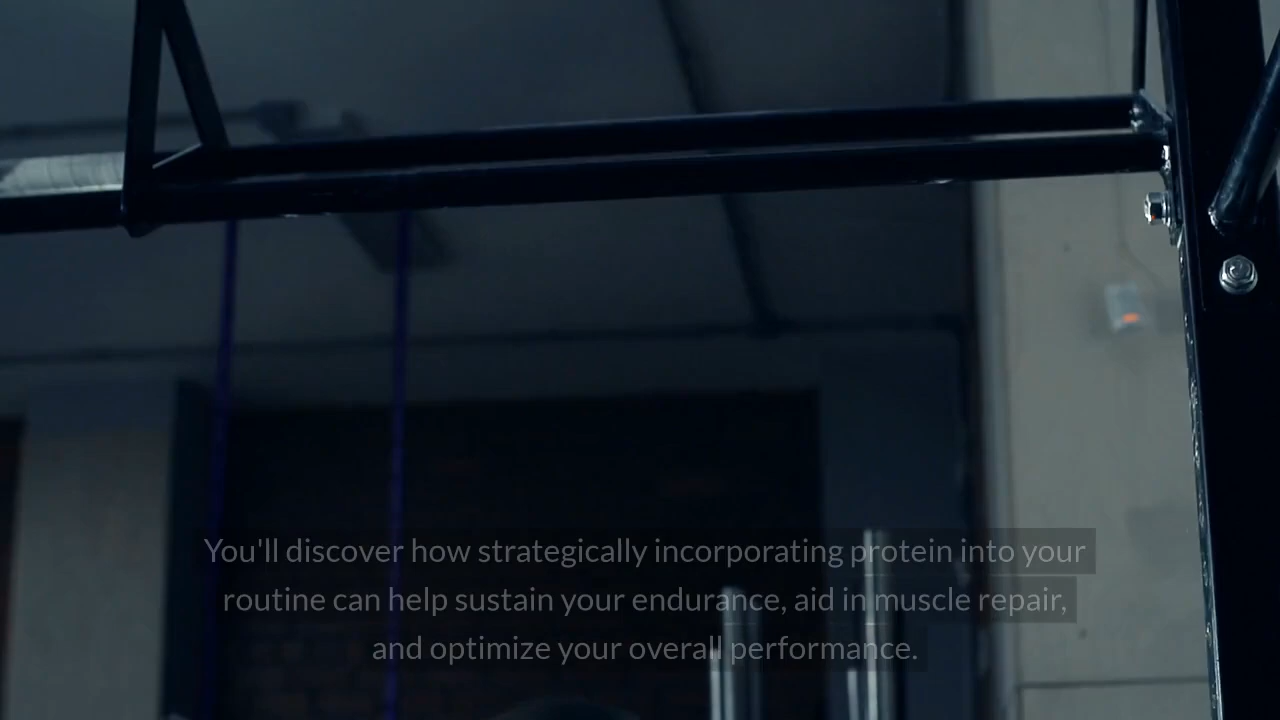 You'll discover how strategically incorporating protein into your
routine can help sustain your endurance, aid in muscle repair,
and optimize your overall performance.